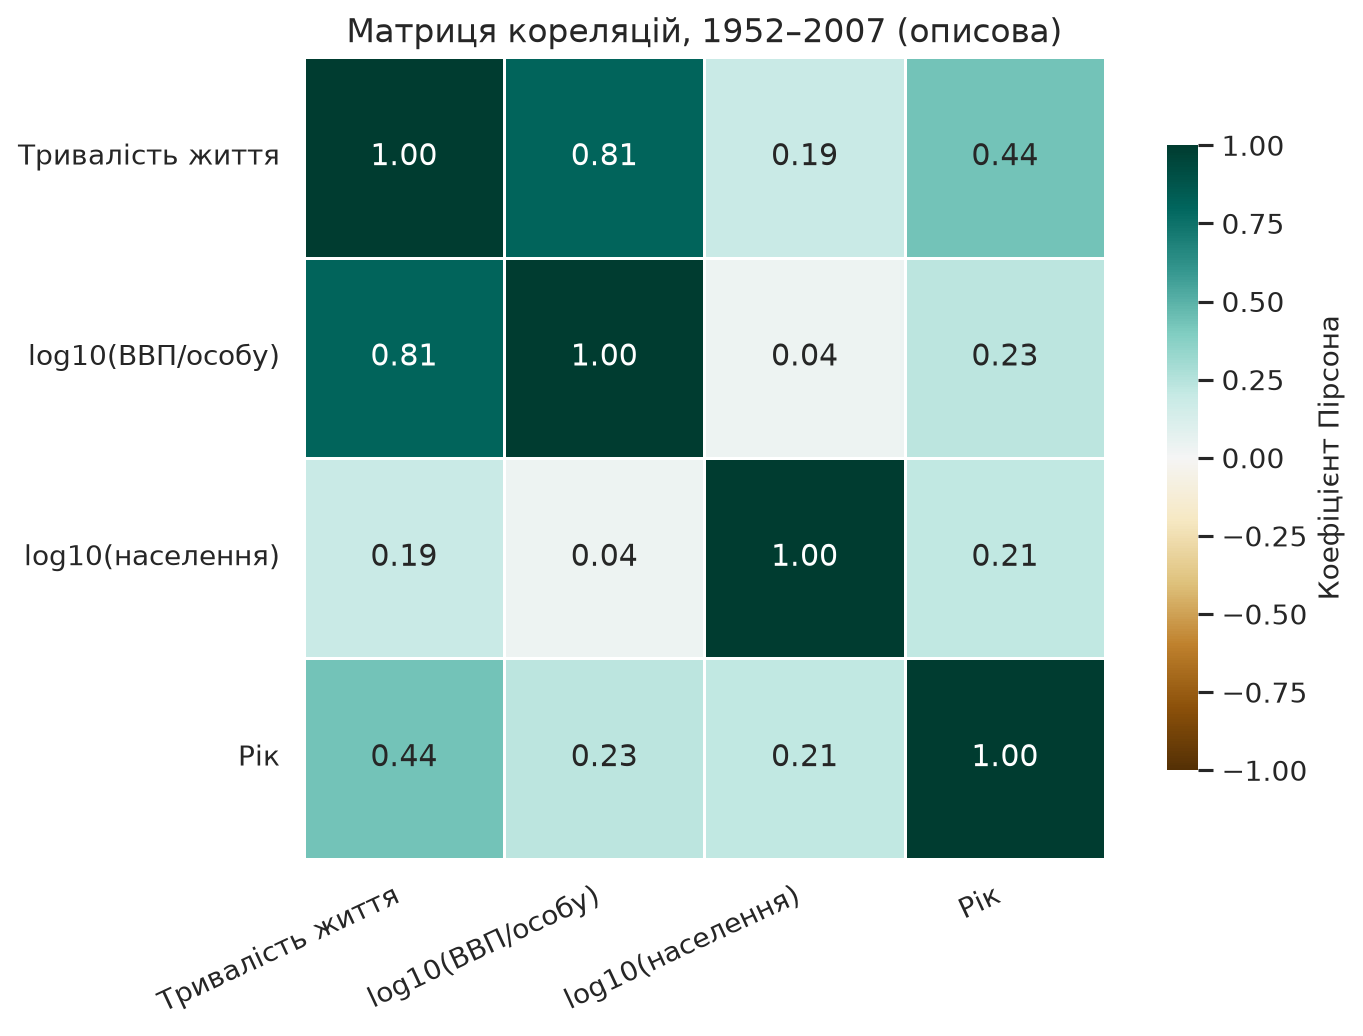 Матриця кореляцій, 1952–2007 (описова)
Тривалість життя
1.00 0.81 0.19 0.44
log10(ВВП/особу)
0.81 1.00 0.04 0.23
log10(населення)
0.19 0.04 1.00 0.21
Рік
0.44 0.23 0.21 1.00
Тривалість життя
log10(ВВП/особу)
log10(населення)
Рік
1.00
0.75
0.50
0.25
0.00
−0.25
−0.50
−0.75
−1.00
Коефіцієнт Пірсона